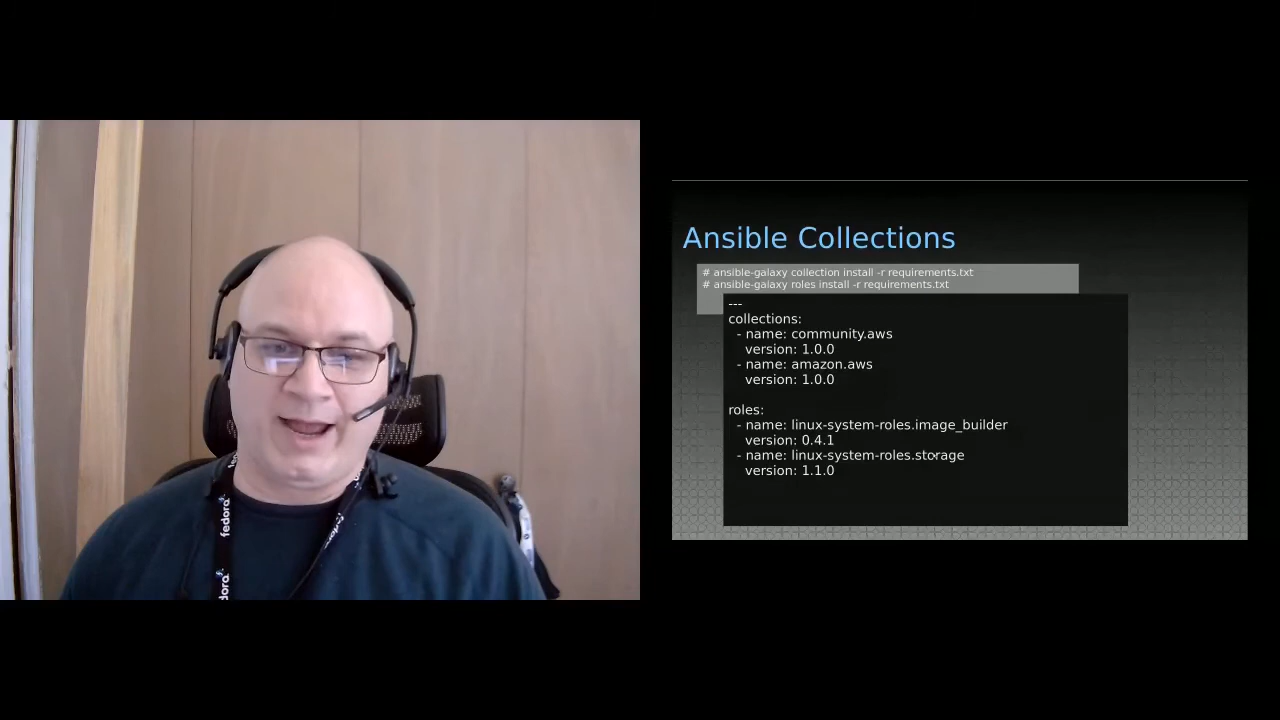 Ansible Collections
# ansible-galaxy collection install -r requirements.txt
# ansible-galaxy roles install -r requirements.txt
---
collections:
- name: community.aws
version: 1.0.0
- name: amazon.aws
version: 1.0.0
roles:
- name: linux-system-roles.image_builder
version: 0.4.1
- name: linux-system-roles.storage
version: 1.1.0
fedora